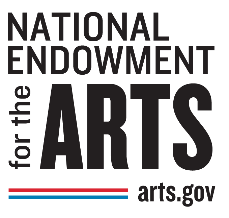 NATIONAL
ENDOWMENT
for the
ARTS
arts.gov